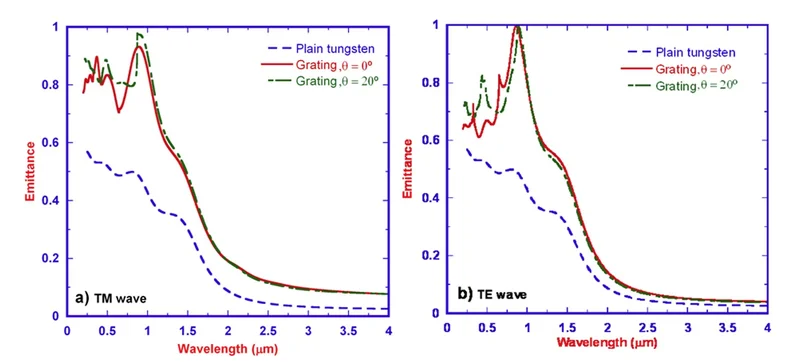 1
0.8
0.6
0.4
0.2
0
Emittance
Plain tungsten
Grating,θ = 0º
Grating,θ = 20º
a) TM wave
0 0.5 1 1.5 2 2.5 3 3.5 4
Wavelength (μm)
1
0.8
0.6
0.4
0.2
0
Emittance
Plain tungsten
Grating,θ = 0º
Grating,θ = 20º
b) TE wave
0 0.5 1 1.5 2 2.5 3 3.5 4
Wavelength (μm)